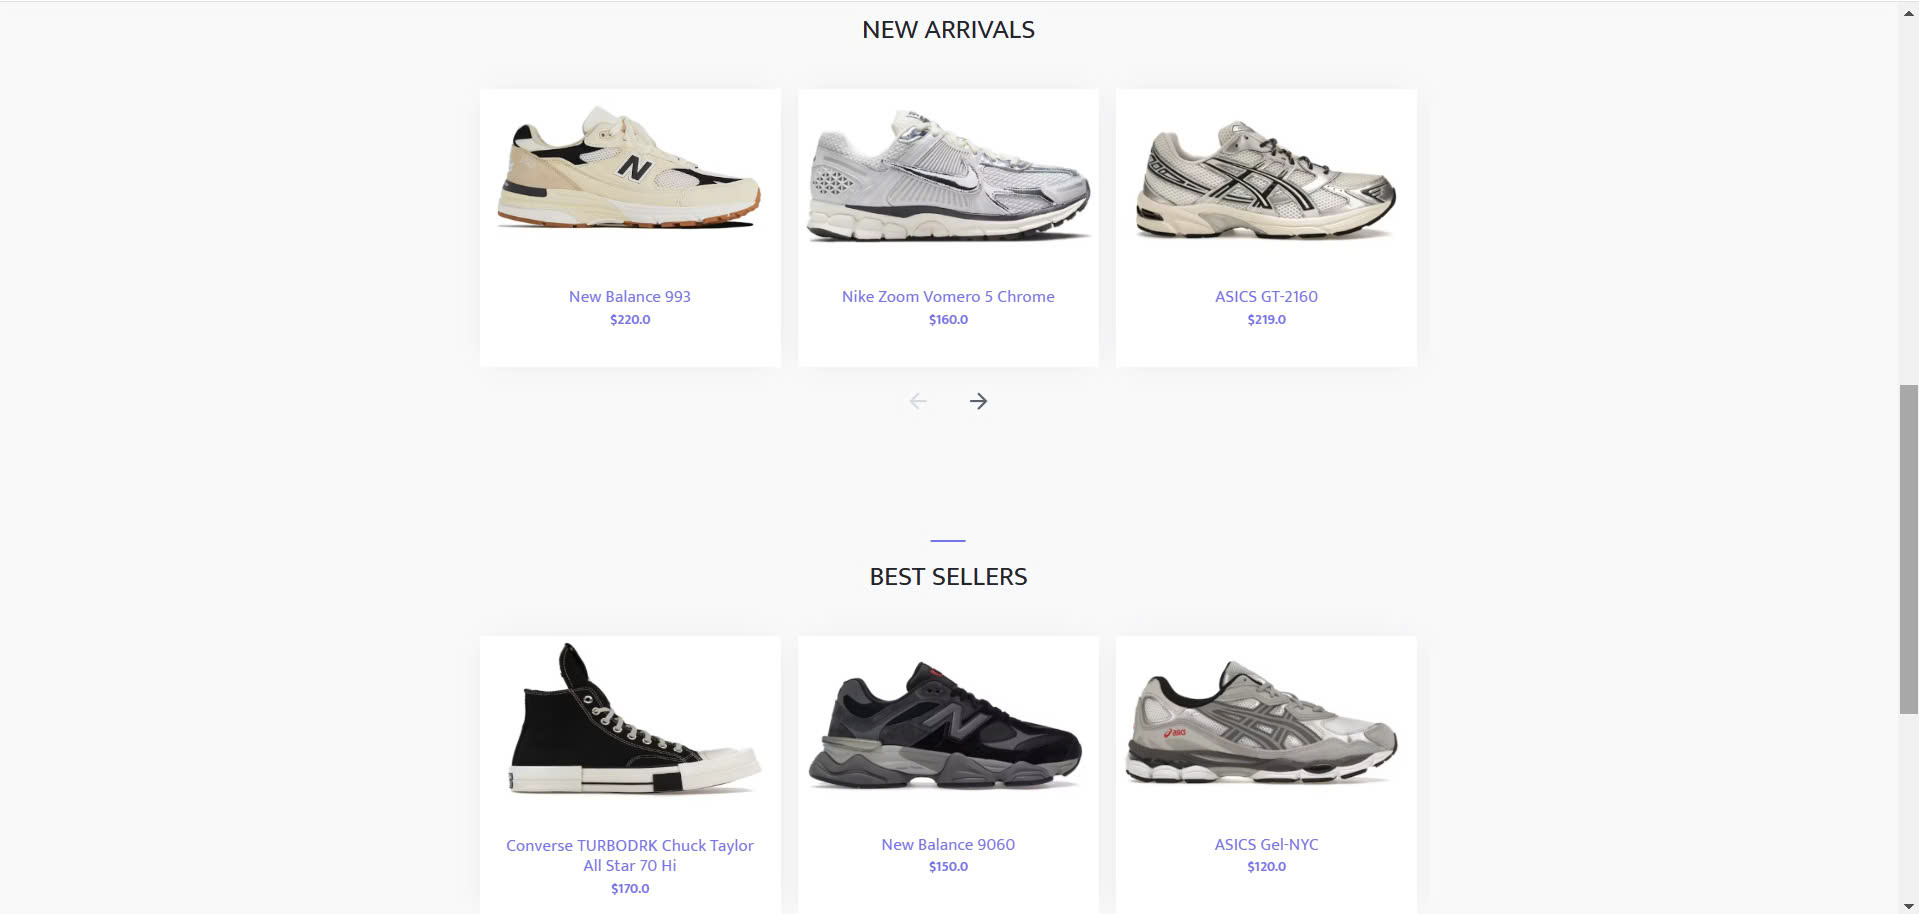 NEW ARRIVALS
N
New Balance 993
$220.0
Nike Zoom Vomero 5 Chrome
$160.0
ASICS GT-2160
$219.0
BEST SELLERS
asics
Converse TURBODRK Chuck Taylor
All Star 70 Hi
$170.0
New Balance 9060
$150.0
ASICS Gel-NYC
$120.0